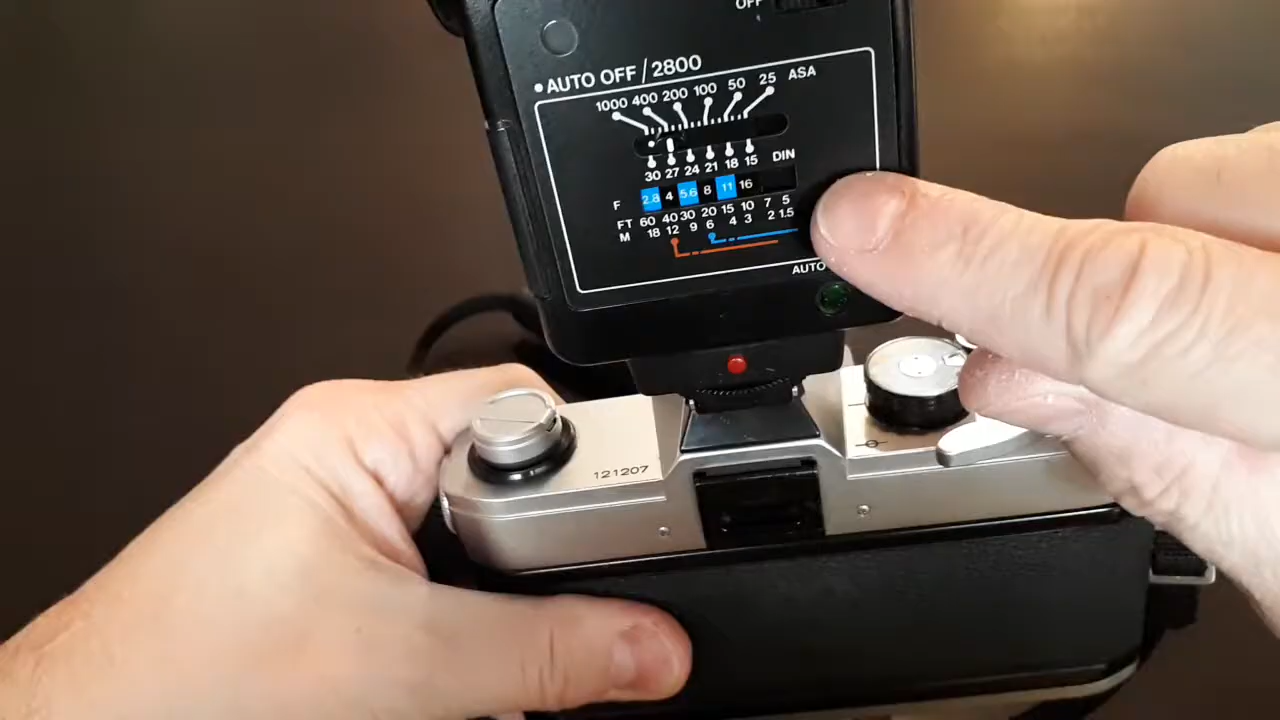 OFF
•AUTO OFF/2800
1000 400 200 100 50 25 ASA
30 27 24 21 18 15 DIN
F 2.8 4 5.6 8 11 16
FT 60 40 30 20 15 10 7 5
M 18 12 9 6 4 3 2 1.5
AUTO
121207